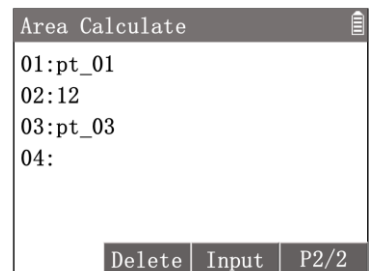 Area Calculate
01:pt_01
02:12
03:pt_03
04:
Delete Input P2/2